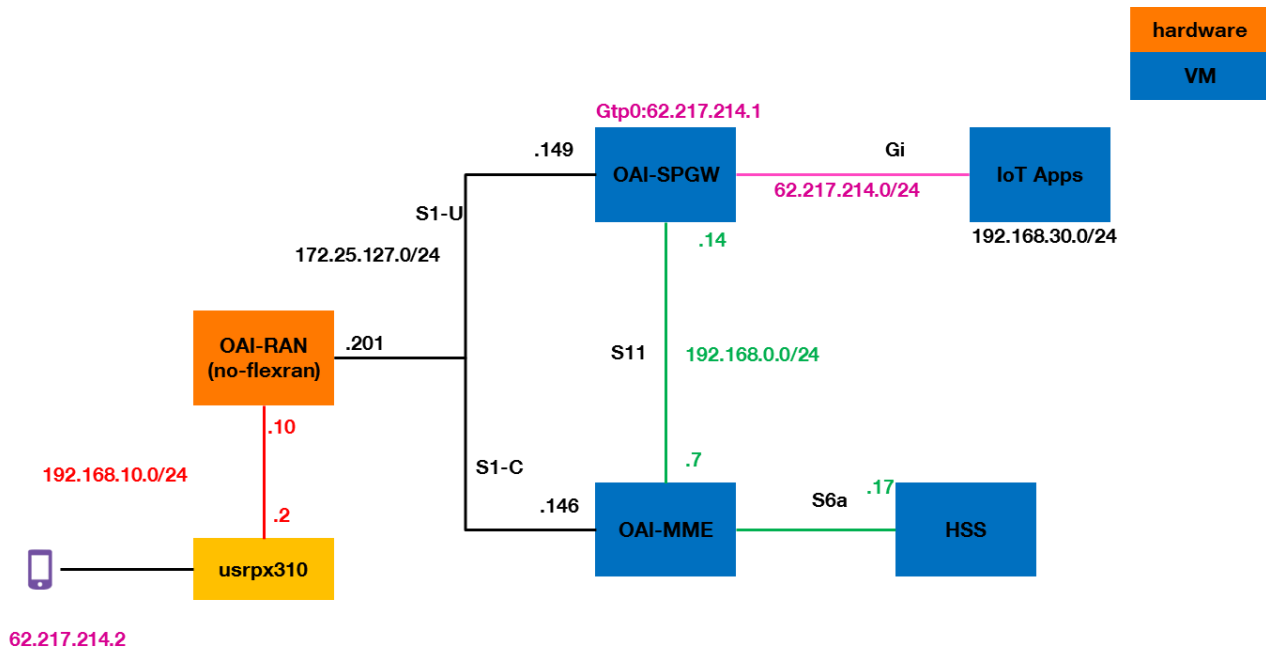 hardware
VM
Gtp0:62.217.214.1
.149
OAI-SPGW
Gi
62.217.214.0/24
IoT Apps
192.168.30.0/24
S1-U
172.25.127.0/24
.14
OAI-RAN
(no-flexran)
.201
S11
192.168.0.0/24
.10
192.168.10.0/24
.2
S1-C
.146
.7
OAI-MME
S6a
.17
HSS
usrpx310
62.217.214.2